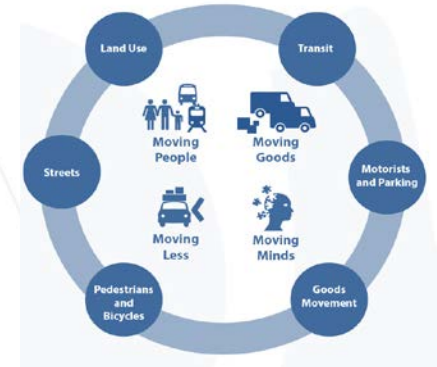 Land Use
Transit
Moving
People
Moving
Goods
Streets
Motorists
and Parking
Moving
Less
Moving
Minds
Pedestrians
and
Bicycles
Goods
Movement